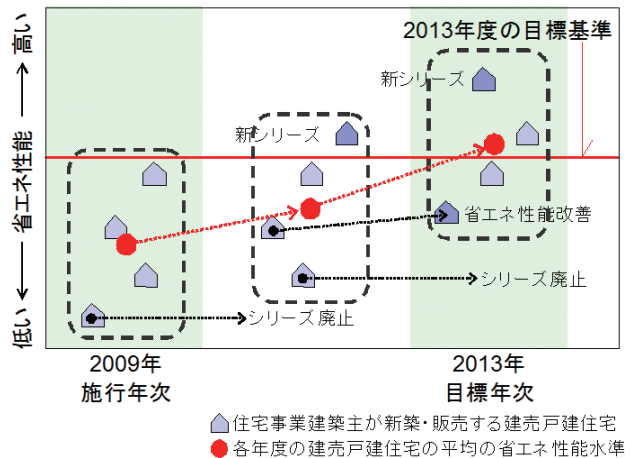 高い
省エネ性能
低い
2013年度の目標基準
新シリーズ
新シリーズ
省エネ性能改善
シリーズ廃止
シリーズ廃止
2009年
施行年次
2013年
目標年次
住宅事業建築主が新築・販売する建売戸建住宅
各年度の建売戸建住宅の平均の省エネ性能水準